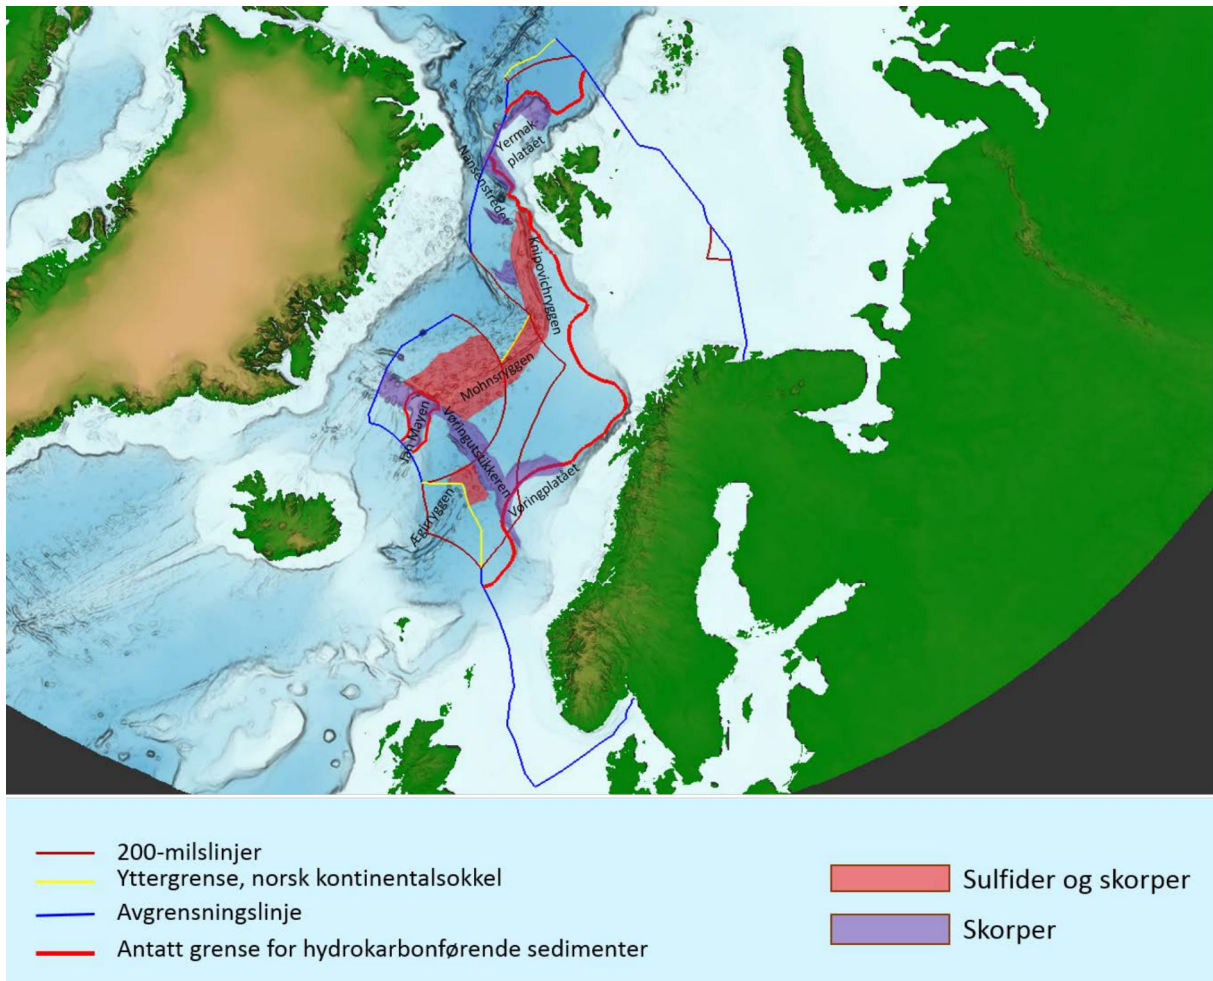 Yermak-
platået
Nansenstredet
Knipovichryggen
Mohnsryggen
Jan Mayen
Vøringutstikkeren
Vøringplatået
Ægirryggen
200-milslinjer
Yttergrense, norsk kontinentalsokkel
Avgrensningslinje
Antatt grense for hydrokarbonførende sedimenter
Sulfider og skorper
Skorper